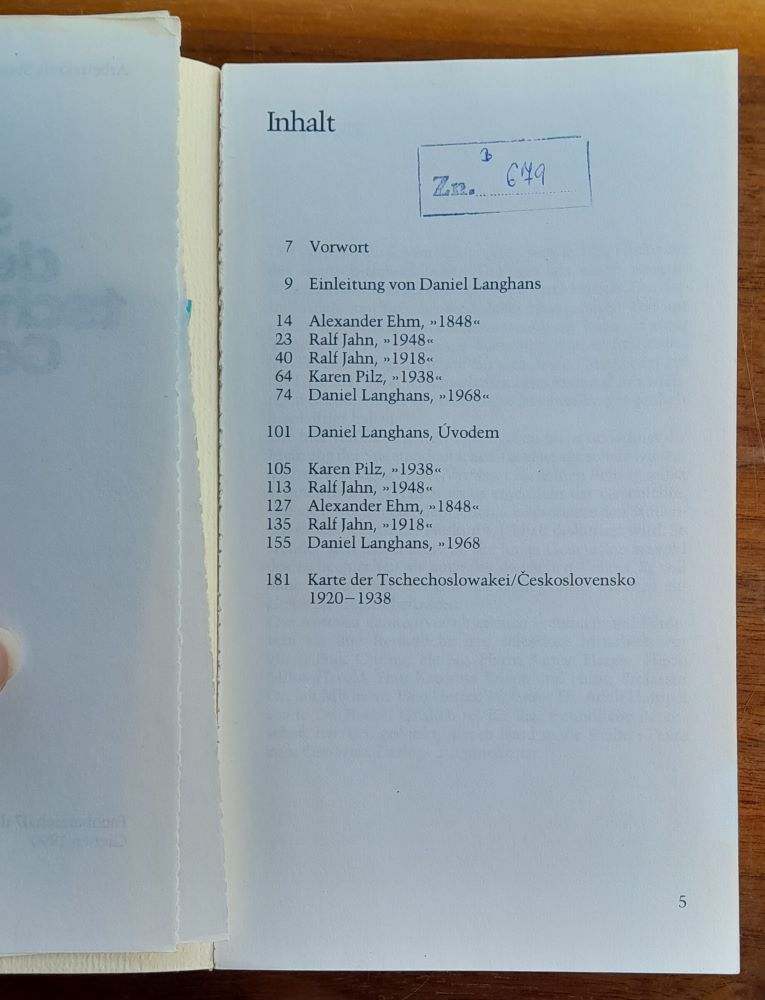 Inhalt
Zn. B 679
7 Vorwort
9 Einleitung von Daniel Langhans
14 Alexander Ehm, »1848«
23 Ralf Jahn, »1948«
40 Ralf Jahn, »1918«
64 Karen Pilz, »1938«
74 Daniel Langhans, »1968«
101 Daniel Langhans, Úvodem
105 Karen Pilz, »1938«
113 Ralf Jahn, »1948«
127 Alexander Ehm, »1848«
135 Ralf Jahn, »1918«
155 Daniel Langhans, »1968
181 Karte der Tschechoslowakei/Československo
1920–1938
5